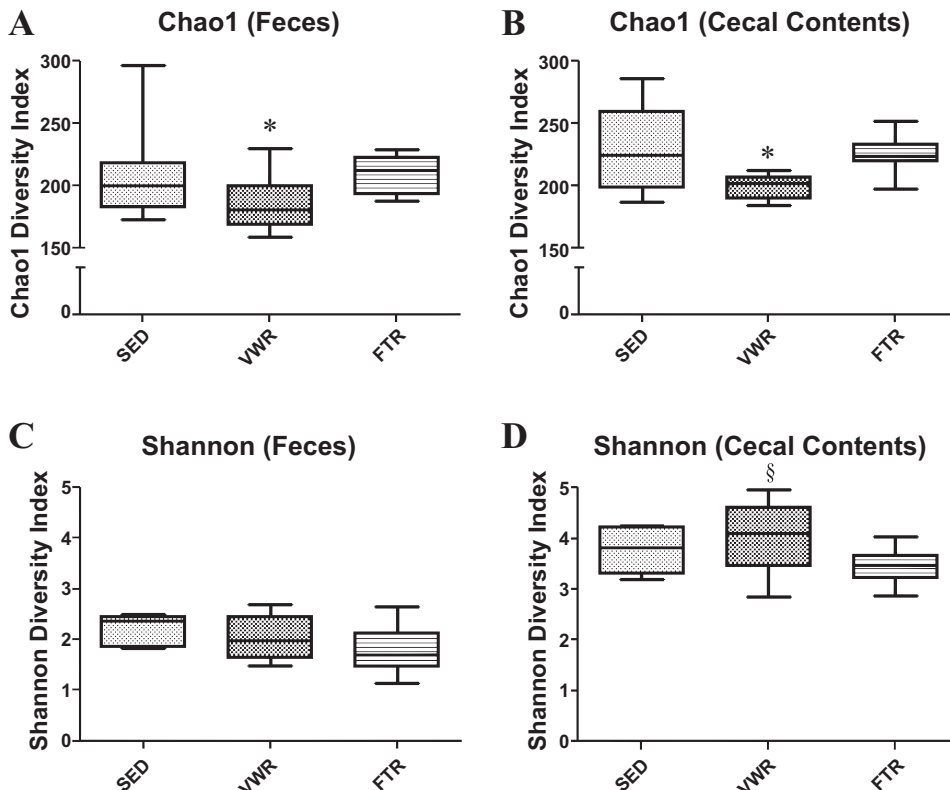 A
Chao1 (Feces)
Chao1 Diversity Index
300
250
200
150
0
*
SED
VWR
FTR
B
Chao1 (Cecal Contents)
Chao1 Diversity Index
300
250
200
150
0
*
SED
VWR
FTR
C
Shannon (Feces)
Shannon Diversity Index
5
4
3
2
1
0
SED
VWR
FTR
D
Shannon (Cecal Contents)
Shannon Diversity Index
5
4
3
2
1
0
§
SED
VWR
FTR